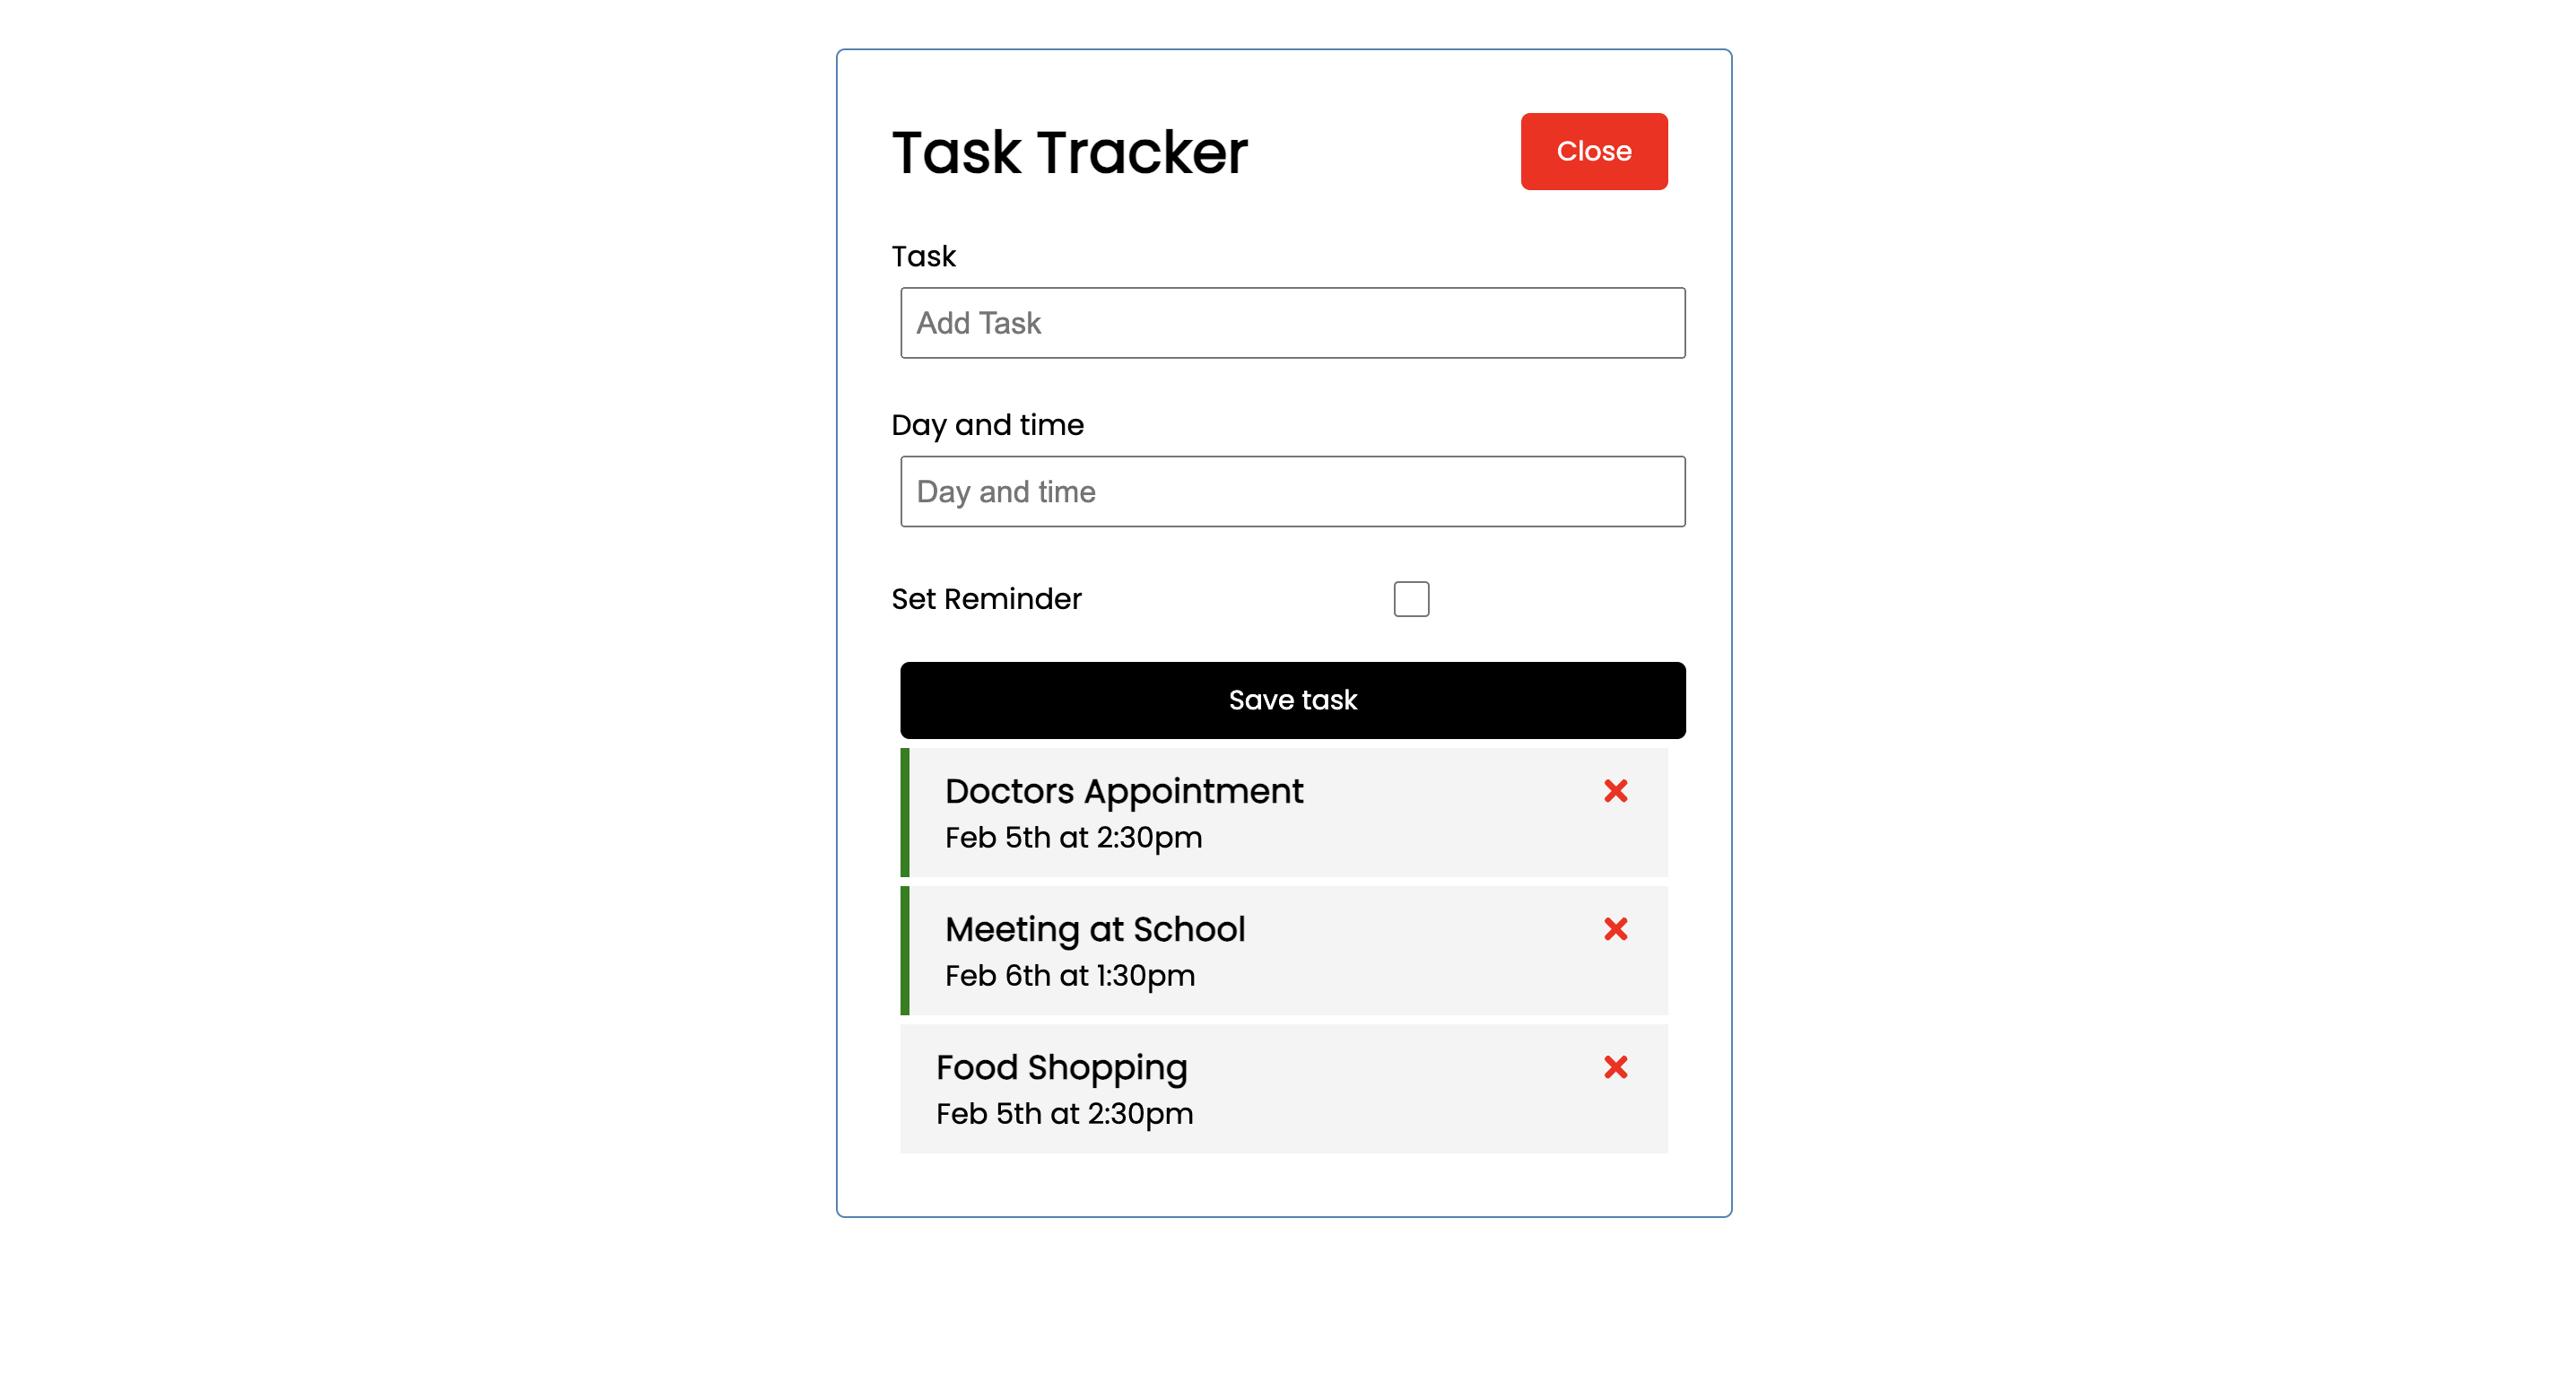 Task Tracker
Close
Task
Add Task
Day and time
Day and time
Set Reminder
Save task
Doctors Appointment
Feb 5th at 2:30pm
Meeting at School
Feb 6th at 1:30pm
Food Shopping
Feb 5th at 2:30pm